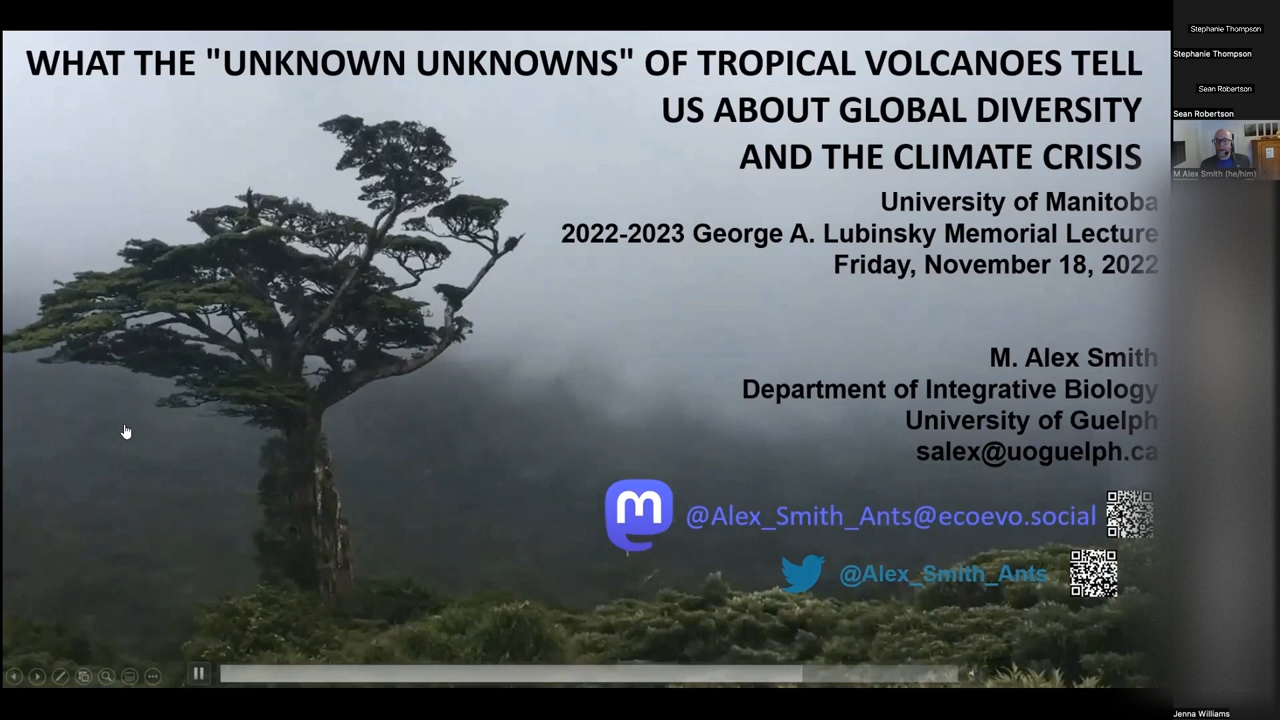 WHAT THE "UNKNOWN UNKNOWNS" OF TROPICAL VOLCANOES TELL
US ABOUT GLOBAL DIVERSITY
AND THE CLIMATE CRISIS
University of Manitoba
2022-2023 George A. Lubinsky Memorial Lecture
Friday, November 18, 2022
M. Alex Smith
Department of Integrative Biology
University of Guelph
salex@uoguelph.ca
m @Alex_Smith_Ants@ecoevo.social
@Alex_Smith_Ants
Stephanie Thompson
Stephanie Thompson
Sean Robertson
Sean Robertson
M Alex Smith (he/him)
Jenna Williams